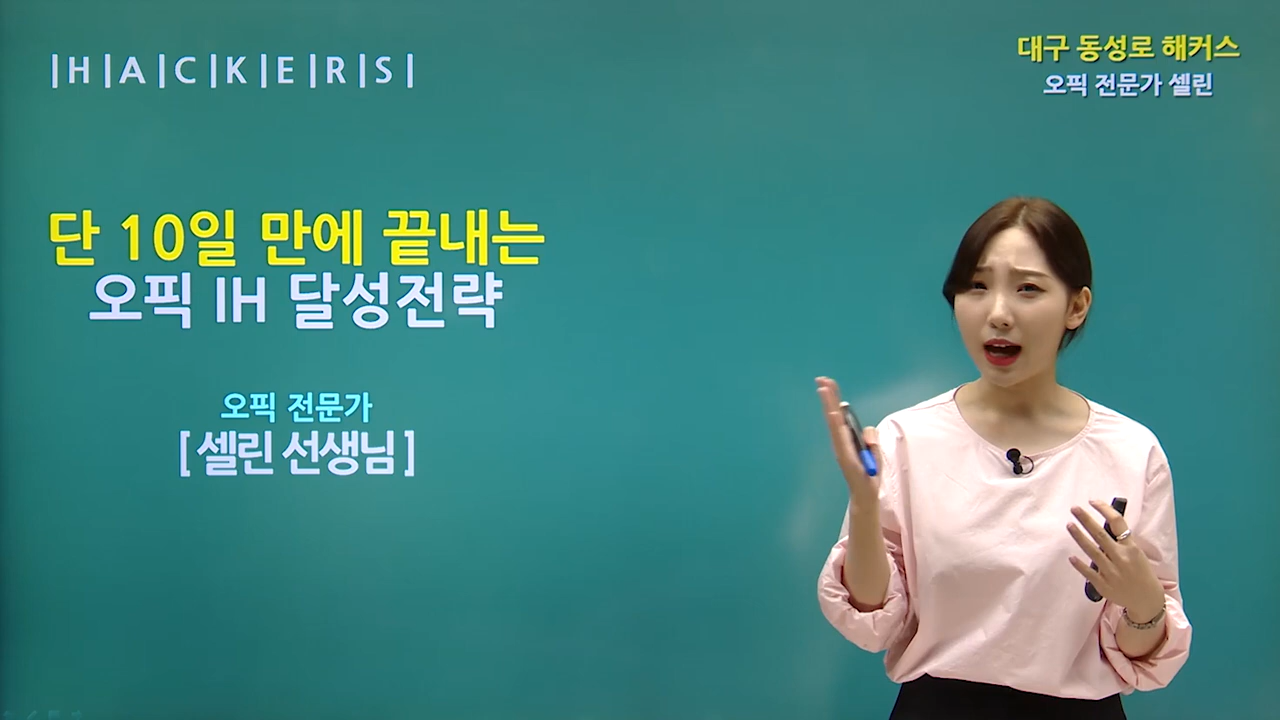 |H|A|C|K|E|R|S|
대구 동성로 해커스
오픽 전문가 셀린
단 10일 만에 끝내는
오픽 IH 달성전략
오픽 전문가
[셀린 선생님]